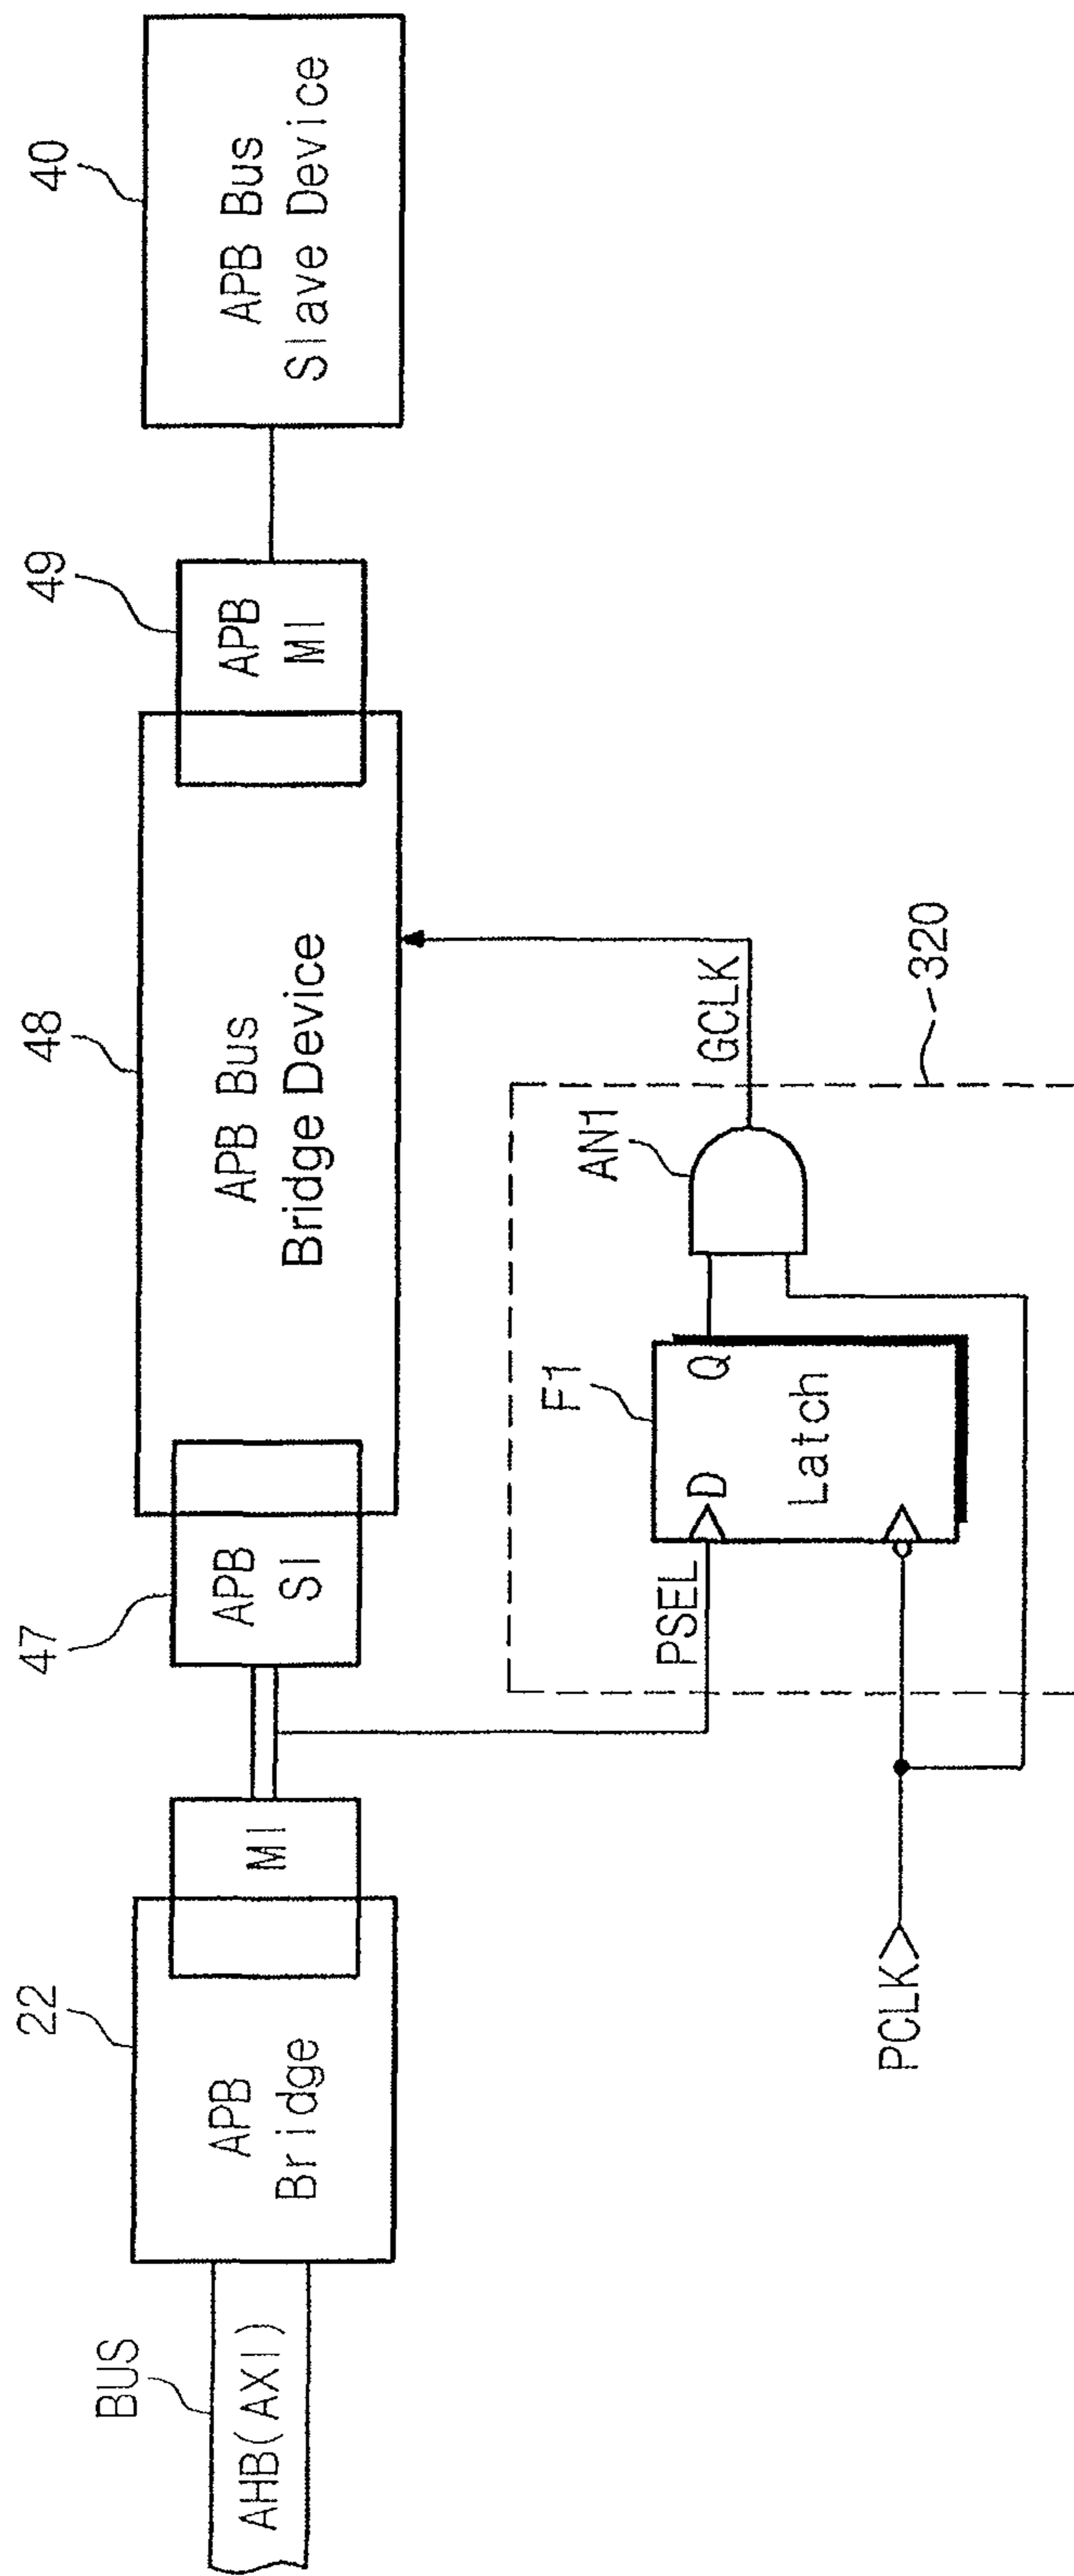 BUS
AHB(AXI)
22
APB
Bridge
MI
47
APB
SI
48
APB Bus
Bridge Device
49
APB
MI
40
APB Bus
Slave Device
PSEL
F1
D
Q
Latch
AN1
GCLK
320
PCLK